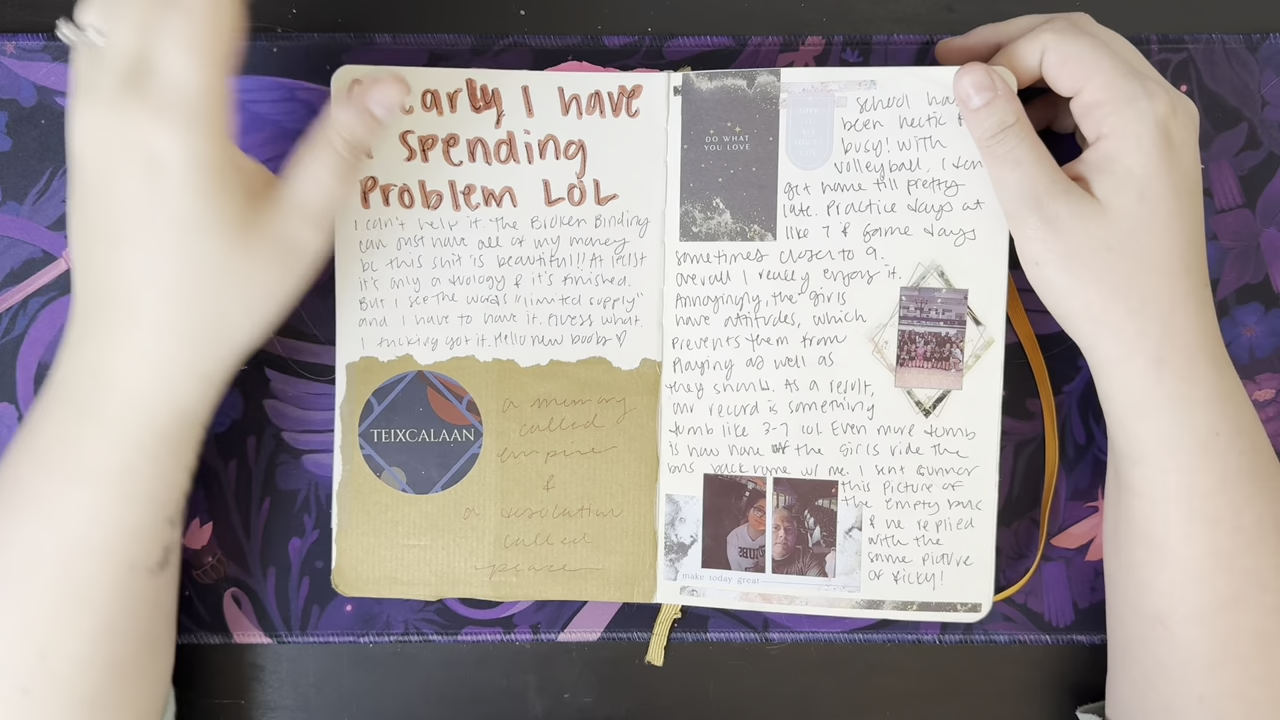 early I have
Spending
Problem LOL
I can't help it. The Broken Binding
can just have all of my money
bc this shit is beautiful!! At least
it's only a duology & it's finished.
But I see the words "limited supply"
and I have to have it. Guess what.
I fucking got it. Hello new books ♡
TEIXCALAAN
a memory
called
empire
&
a desolation
called
peace
DO WHAT
YOU LOVE
School has
been hectic &
busy! With
volleyball, I don
get home till pretty
late. Practice days at
like 7 & Game days
sometimes closer to 9.
Overall I really enjoy it.
Annoyingly, the girls
have attitudes, which
prevents them from
playing as well as
they should. As a result,
our record is something
dumb like 3-7 lol Even more dumb
is how none of the girls ride the
bus back home w/ me. I sent Gunnar
this picture of
the empty bus
& he replied
with the
same picture
of Ricky!
make today great